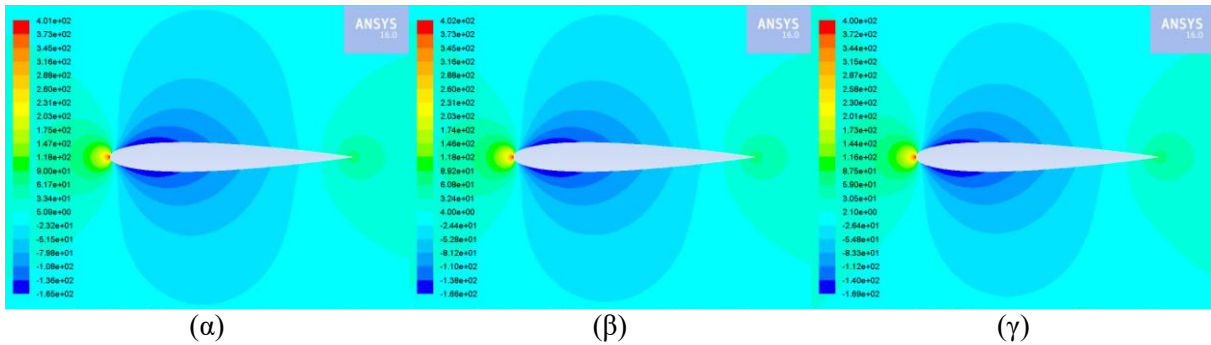 4.01e+02
3.73e+02
3.45e+02
3.16e+02
2.88e+02
2.60e+02
2.31e+02
2.03e+02
1.75e+02
1.47e+02
1.18e+02
9.00e+01
6.17e+01
3.34e+01
5.09e+00
-2.32e+01
-5.15e+01
-7.98e+01
-1.08e+02
-1.36e+02
-1.65e+02
ANSYS
16.0
(α)
4.02e+02
3.73e+02
3.45e+02
3.16e+02
2.88e+02
2.60e+02
2.31e+02
2.03e+02
1.74e+02
1.46e+02
1.18e+02
8.92e+01
6.08e+01
3.24e+01
4.00e+00
-2.44e+01
-5.28e+01
-8.12e+01
-1.10e+02
-1.38e+02
-1.66e+02
ANSYS
16.0
(β)
4.00e+02
3.72e+02
3.44e+02
3.15e+02
2.87e+02
2.58e+02
2.30e+02
2.01e+02
1.73e+02
1.44e+02
1.16e+02
8.75e+01
5.90e+01
3.05e+01
2.10e+00
-2.64e+01
-5.48e+01
-8.33e+01
-1.12e+02
-1.40e+02
-1.69e+02
ANSYS
16.0
(γ)